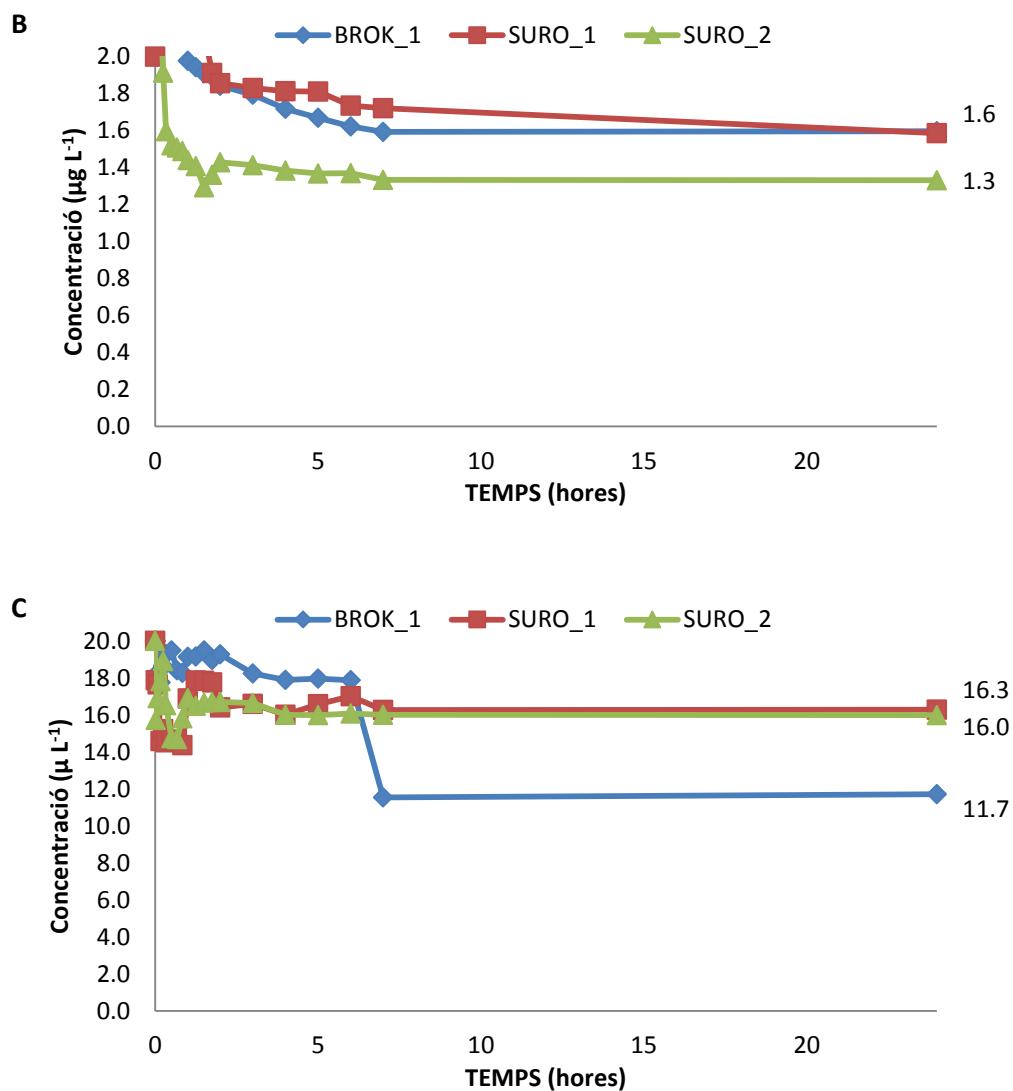 B
BROK_1 SURO_1 SURO_2
Concentració (µg L-1)
2.0
1.8
1.6
1.4
1.2
1.0
0.8
0.6
0.4
0.2
0.0
1.6
1.3
0 5 10 15 20
TEMPS (hores)
C
BROK_1 SURO_1 SURO_2
Concentració (µ L-1)
20.0
18.0
16.0
14.0
12.0
10.0
8.0
6.0
4.0
2.0
0.0
16.3
16.0
11.7
0 5 10 15 20
TEMPS (hores)